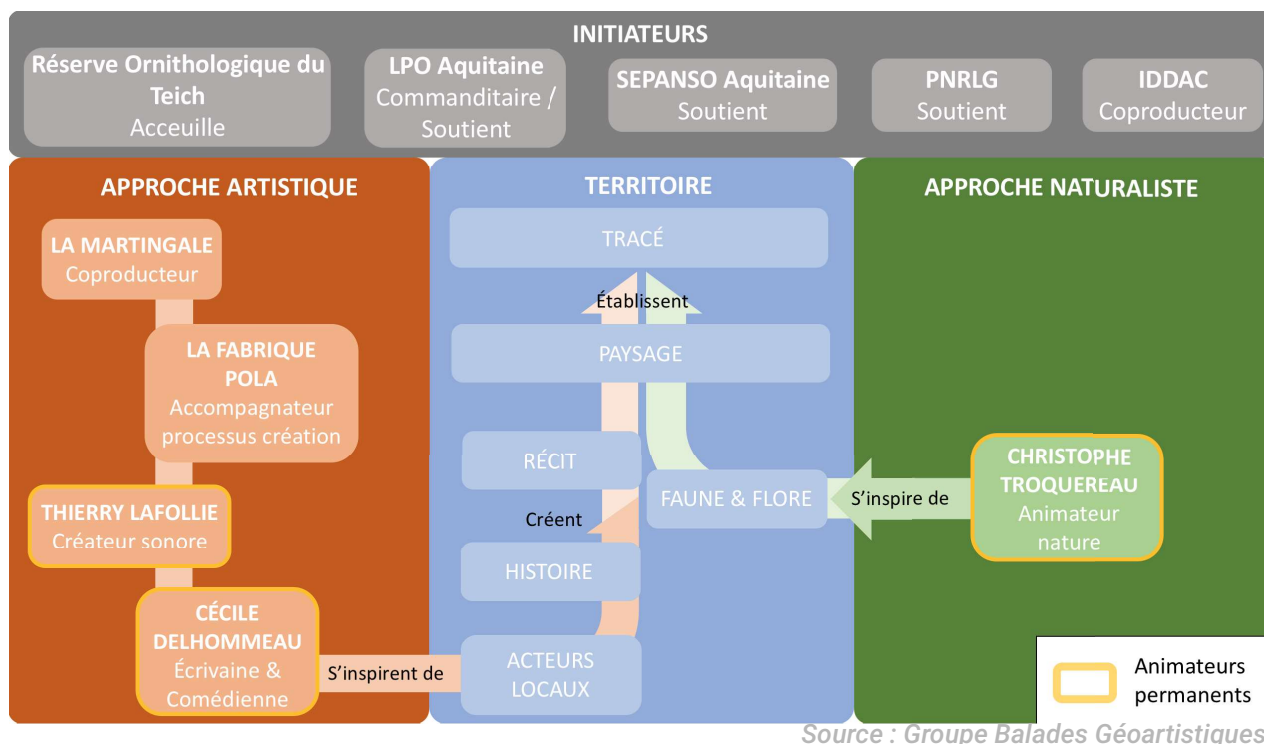 INITIATEURS
Réserve Ornithologique du
Teich
Acceuille
LPO Aquitaine
Commanditaire /
Soutient
SEPANSO Aquitaine
Soutient
PNRLG
Soutient
IDDAC
Coproducteur
APPROCHE ARTISTIQUE
LA MARTINGALE
Coproducteur
LA FABRIQUE
POLA
Accompagnateur
processus création
THIERRY LAFOLLIE
Créateur sonore
CÉCILE
DELHOMMEAU
Écrivaine &
Comédienne
S'inspirent de
TERRITOIRE
TRACÉ
Établissent
PAYSAGE
RÉCIT
FAUNE & FLORE
Créent
HISTOIRE
ACTEURS
LOCAUX
APPROCHE NATURALISTE
S'inspire de
CHRISTOPHE
TROQUEREAU
Animateur
nature
Animateurs
permanents
Source : Groupe Balades Géoartistiques